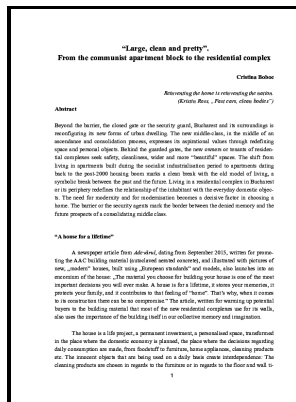 “Large, clean and pretty”.
From the communist apartment block to the residential complex
Cristina Boboc
Reinventing the home is reinventing the nation.
(Kristin Ross, „Fast cars, clean bodies”)
Abstract
Beyond the barrier, the closed gate or the security guard, Bucharest and its surroundings is
reconfiguring its new forms of urban dwelling. The new middle-class, in the middle of an
ascendance and consolidation process, expresses its aspirational values through redefining
space and personal objects. Behind the guarded gates, the new owners or tenants of residen-
tial complexes seek safety, cleanliness, wider and more “beautiful” spaces. The shift from
living in apartments built during the socialist industrialisation period to apartments dating
back to the post-2000 housing boom marks a clean break with the old model of living, a
symbolic break between the past and the future. Living in a residential complex in Bucharest
or its periphery redefines the relationship of the inhabitant with the everyday domestic obje-
cts. The need for modernity and for modernisation becomes a decisive factor in choosing a
home. The barrier or the security agents mark the border between the denied memory and the
future prospects of a consolidating middle class.
“A home for a lifetime”
A newspaper article from Adevărul, dating from September 2015, written for promo-
ting the AAC building material (autoclaved aerated concrete), and illustrated with pictures of
new, „modern” houses, built using „European standards” and models, also launches into an
encomium of the house: „The material you choose for building your house is one of the most
important decisions you will ever make. A house is for a lifetime, it stores your memories, it
protects your family, and it contributes to that feeling of “home”. That’s why, when it comes
to its construction there can be no compromise.” The article, written for warming up potential
buyers to the building material that most of the new residential complexes use for its walls,
also uses the importance of the building itself in our collective memory and imagination.
The house is a life project, a permanent investment, a personalised space, transformed
in the place where the domestic economy is planned, the place where the decisions regarding
daily consumption are made, from foodstuff to furniture, home appliances, cleaning products
etc. The innocent objects that are being used on a daily basis create interdependence. The
cleaning products are chosen in regards to the furniture or in regards to the floor and wall ti-
1